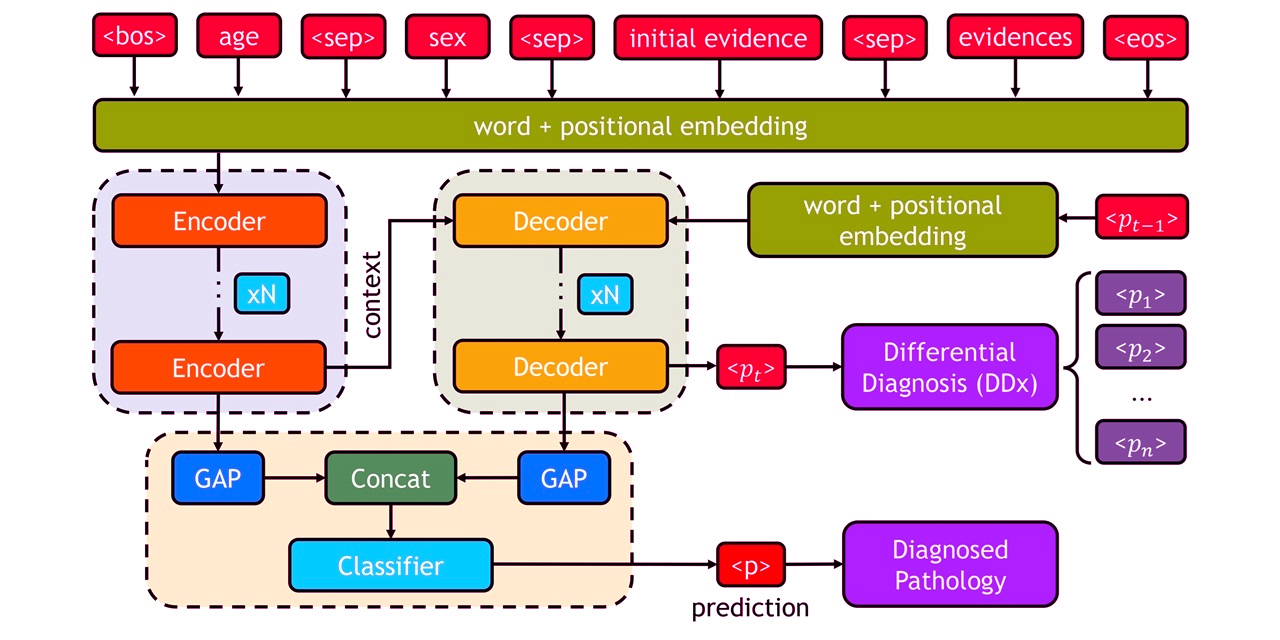 <bos> age <sep> sex <sep> initial evidence <sep> evidences <eos>
word + positional embedding
Encoder
xN
Encoder
context
Decoder
xN
Decoder
word + positional
embedding
<p_{t−1}>
<p_t>
Differential
Diagnosis (DDx)
<p_1>
<p_2>
...
<p_n>
GAP
Concat
GAP
Classifier
<p>
prediction
Diagnosed
Pathology